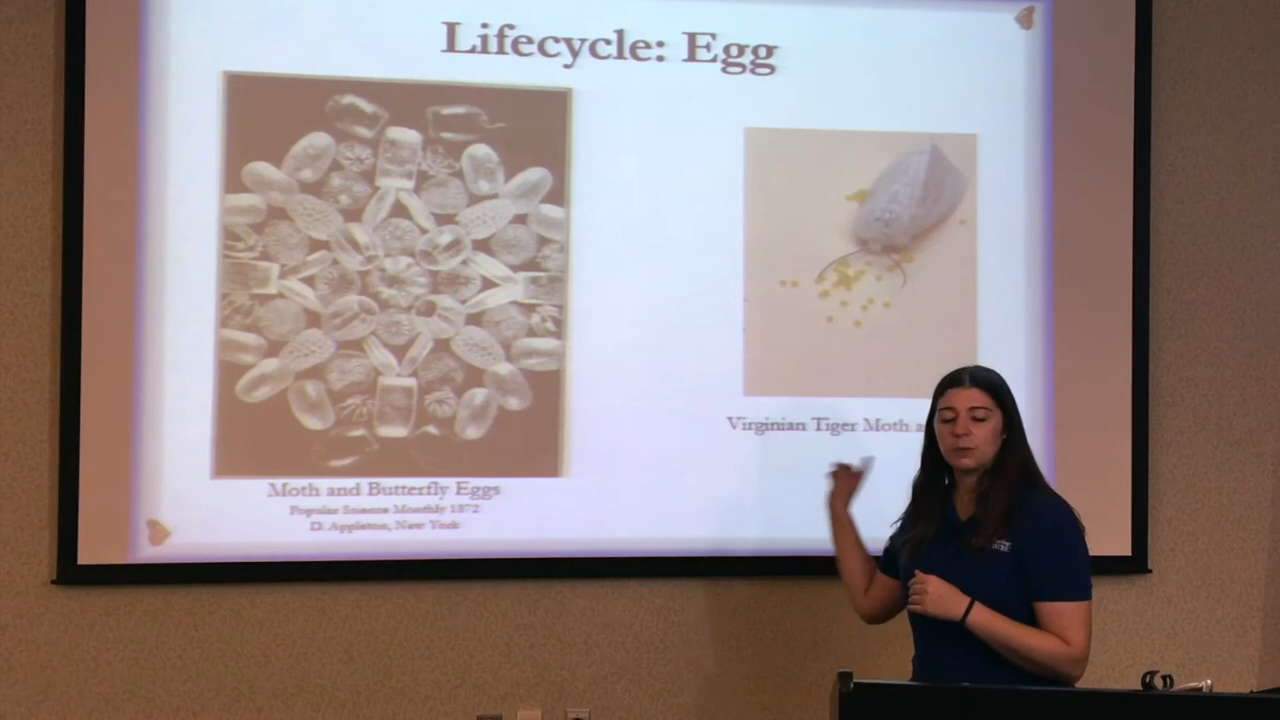 Lifecycle: Egg
Moth and Butterfly Eggs
Popular Science Monthly 1872
D. Appleton, New York
Virginian Tiger Moth